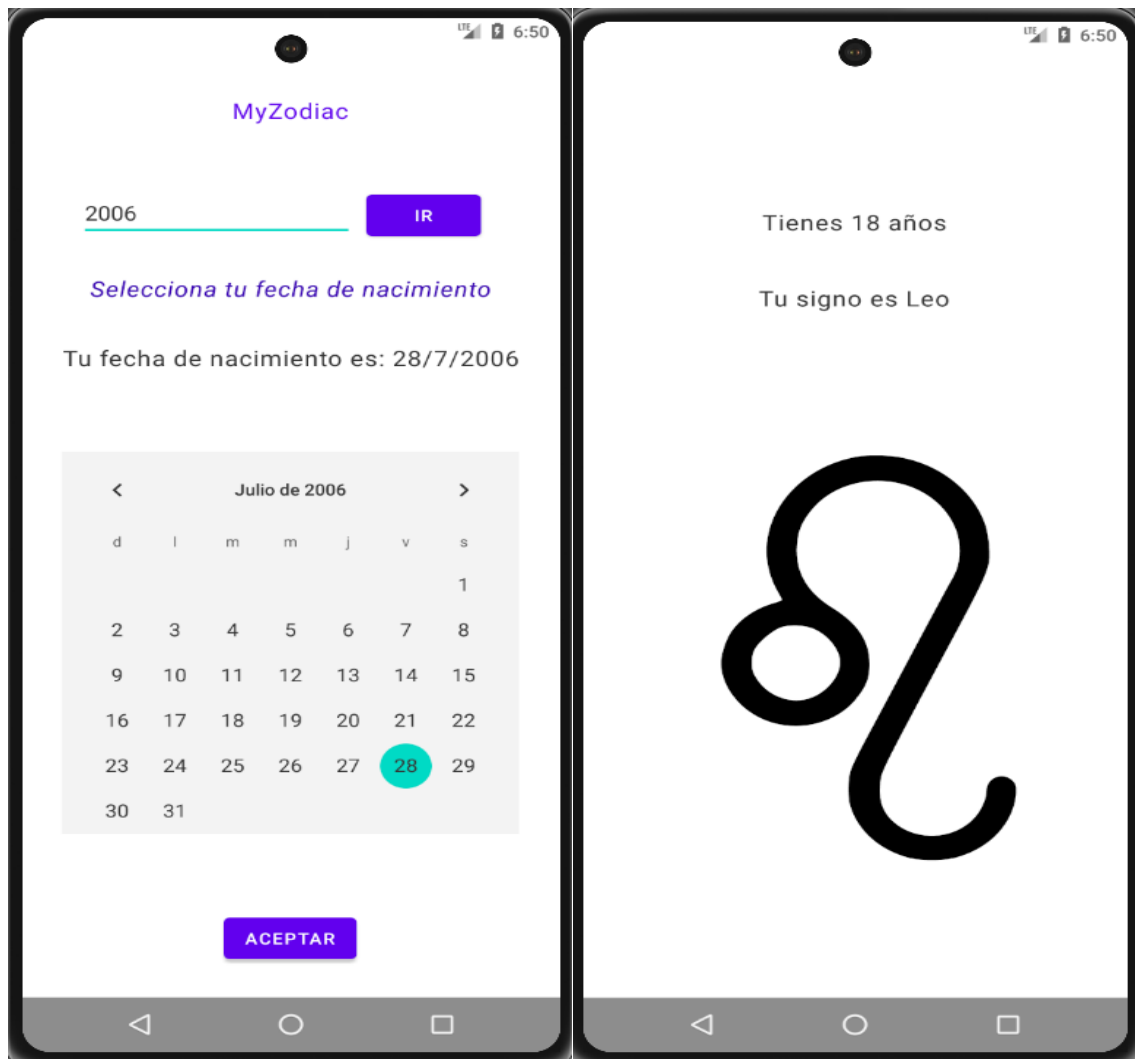 LTE 6:50
MyZodiac
2006 IR
Selecciona tu fecha de nacimiento
Tu fecha de nacimiento es: 28/7/2006
Julio de 2006
d l m m j v s
1
2 3 4 5 6 7 8
9 10 11 12 13 14 15
16 17 18 19 20 21 22
23 24 25 26 27 28 29
30 31
ACEPTAR
LTE 6:50
Tienes 18 años
Tu signo es Leo